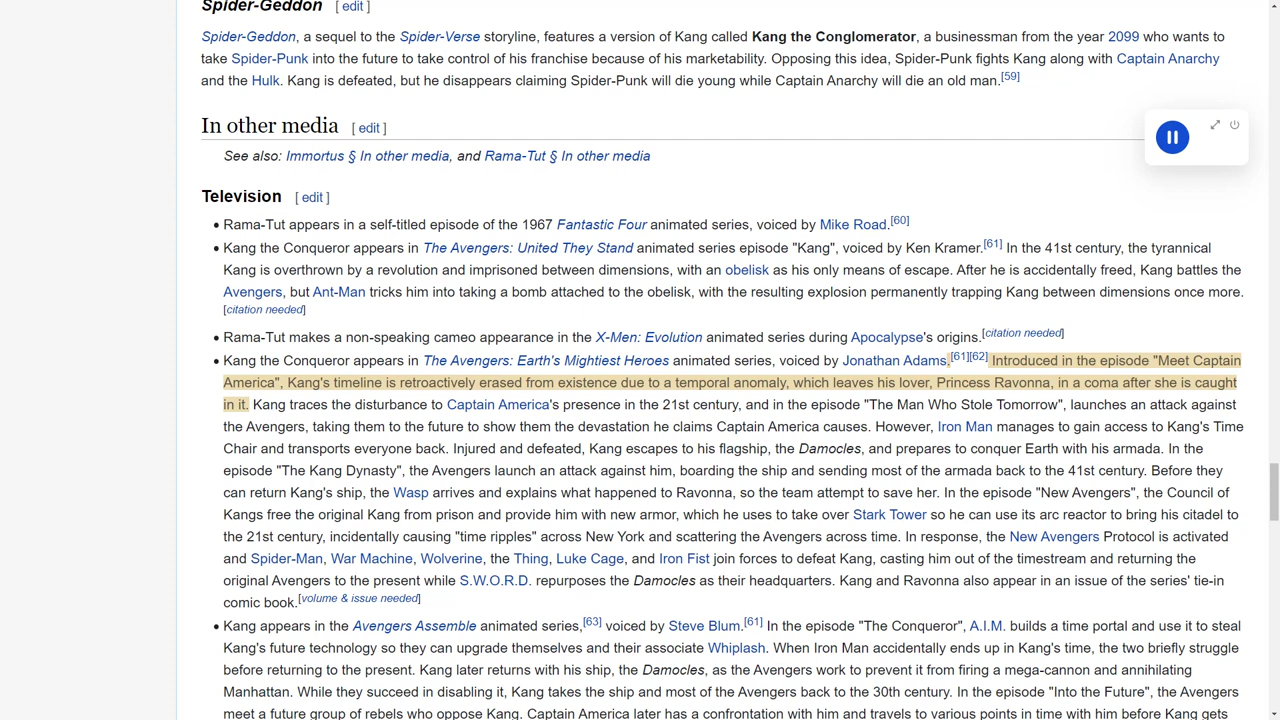 Spider-Geddon [ edit ]
Spider-Geddon, a sequel to the Spider-Verse storyline, features a version of Kang called Kang the Conglomerator, a businessman from the year 2099 who wants to
take Spider-Punk into the future to take control of his franchise because of his marketability. Opposing this idea, Spider-Punk fights Kang along with Captain Anarchy
and the Hulk. Kang is defeated, but he disappears claiming Spider-Punk will die young while Captain Anarchy will die an old man.[59]
In other media [ edit ]
See also: Immortus § In other media, and Rama-Tut § In other media
Television [ edit ]
• Rama-Tut appears in a self-titled episode of the 1967 Fantastic Four animated series, voiced by Mike Road.[60]
• Kang the Conqueror appears in The Avengers: United They Stand animated series episode "Kang", voiced by Ken Kramer.[61] In the 41st century, the tyrannical
Kang is overthrown by a revolution and imprisoned between dimensions, with an obelisk as his only means of escape. After he is accidentally freed, Kang battles the
Avengers, but Ant-Man tricks him into taking a bomb attached to the obelisk, with the resulting explosion permanently trapping Kang between dimensions once more.
[citation needed]
• Rama-Tut makes a non-speaking cameo appearance in the X-Men: Evolution animated series during Apocalypse's origins.[citation needed]
• Kang the Conqueror appears in The Avengers: Earth's Mightiest Heroes animated series, voiced by Jonathan Adams.[61][62] Introduced in the episode "Meet Captain
America", Kang's timeline is retroactively erased from existence due to a temporal anomaly, which leaves his lover, Princess Ravonna, in a coma after she is caught
in it. Kang traces the disturbance to Captain America's presence in the 21st century, and in the episode "The Man Who Stole Tomorrow", launches an attack against
the Avengers, taking them to the future to show them the devastation he claims Captain America causes. However, Iron Man manages to gain access to Kang's Time
Chair and transports everyone back. Injured and defeated, Kang escapes to his flagship, the Damocles, and prepares to conquer Earth with his armada. In the
episode "The Kang Dynasty", the Avengers launch an attack against him, boarding the ship and sending most of the armada back to the 41st century. Before they
can return Kang's ship, the Wasp arrives and explains what happened to Ravonna, so the team attempt to save her. In the episode "New Avengers", the Council of
Kangs free the original Kang from prison and provide him with new armor, which he uses to take over Stark Tower so he can use its arc reactor to bring his citadel to
the 21st century, incidentally causing "time ripples" across New York and scattering the Avengers across time. In response, the New Avengers Protocol is activated
and Spider-Man, War Machine, Wolverine, the Thing, Luke Cage, and Iron Fist join forces to defeat Kang, casting him out of the timestream and returning the
original Avengers to the present while S.W.O.R.D. repurposes the Damocles as their headquarters. Kang and Ravonna also appear in an issue of the series' tie-in
comic book.[volume & issue needed]
• Kang appears in the Avengers Assemble animated series,[63] voiced by Steve Blum.[61] In the episode "The Conqueror", A.I.M. builds a time portal and use it to steal
Kang's future technology so they can upgrade themselves and their associate Whiplash. When Iron Man accidentally ends up in Kang's time, the two briefly struggle
before returning to the present. Kang later returns with his ship, the Damocles, as the Avengers work to prevent it from firing a mega-cannon and annihilating
Manhattan. While they succeed in disabling it, Kang takes the ship and most of the Avengers back to the 30th century. In the episode "Into the Future", the Avengers
meet a future group of rebels who oppose Kang. Captain America later has a confrontation with him and travels to various points in time with him before Kang gets